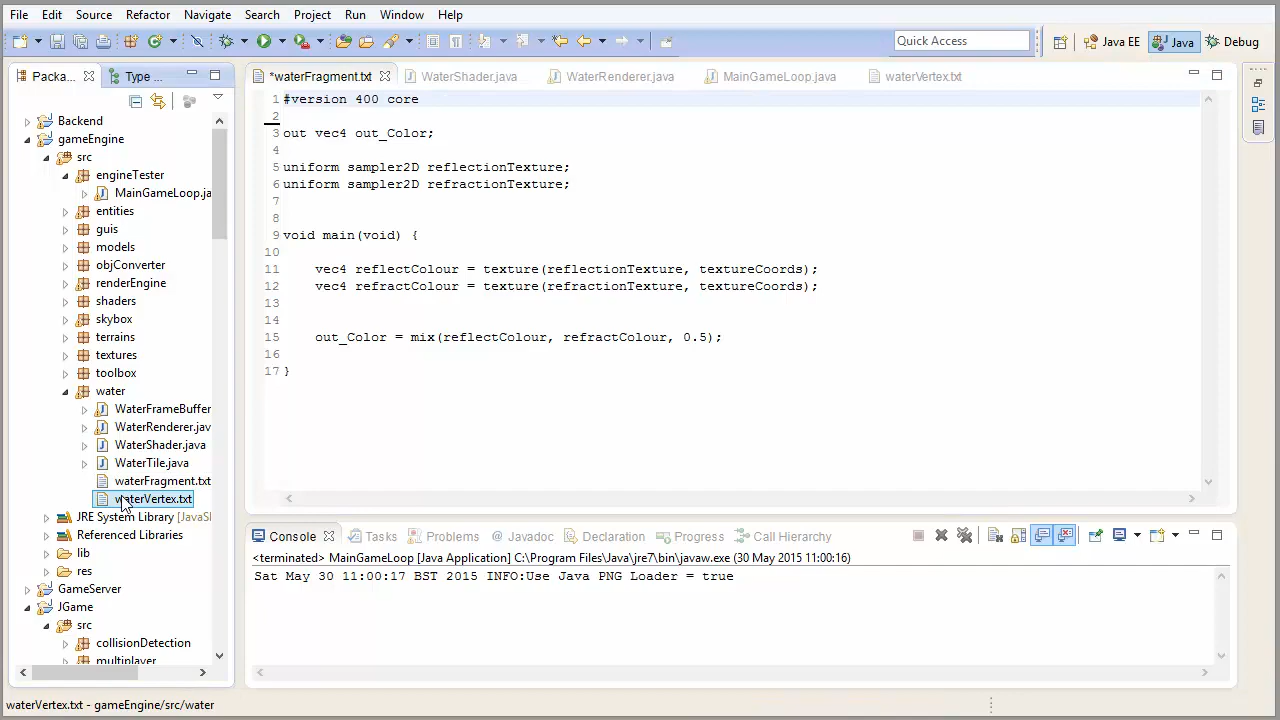 File Edit Source Refactor Navigate Search Project Run Window Help
Quick Access Java EE Java Debug
Packa... Type ...
*waterFragment.txt WaterShader.java WaterRenderer.java MainGameLoop.java waterVertex.txt
Backend
gameEngine
src
engineTester
MainGameLoop.ja
entities
guis
models
objConverter
renderEngine
shaders
skybox
terrains
textures
toolbox
water
WaterFrameBuffer
WaterRenderer.jav
WaterShader.java
WaterTile.java
waterFragment.txt
waterVertex.txt
JRE System Library [JavaSE
Referenced Libraries
lib
res
GameServer
JGame
src
collisionDetection
multiplayer
1 #version 400 core
2
3 out vec4 out_Color;
4
5 uniform sampler2D reflectionTexture;
6 uniform sampler2D refractionTexture;
7
8
9 void main(void) {
10
11 vec4 reflectColour = texture(reflectionTexture, textureCoords);
12 vec4 refractColour = texture(refractionTexture, textureCoords);
13
14
15 out_Color = mix(reflectColour, refractColour, 0.5);
16
17 }
Console Tasks Problems Javadoc Declaration Search Progress Call Hierarchy
<terminated> MainGameLoop [Java Application] C:\Program Files\Java\jre7\bin\javaw.exe (30 May 2015 11:00:16)
Sat May 30 11:00:17 BST 2015 INFO:Use Java PNG Loader = true
waterVertex.txt - gameEngine/src/water